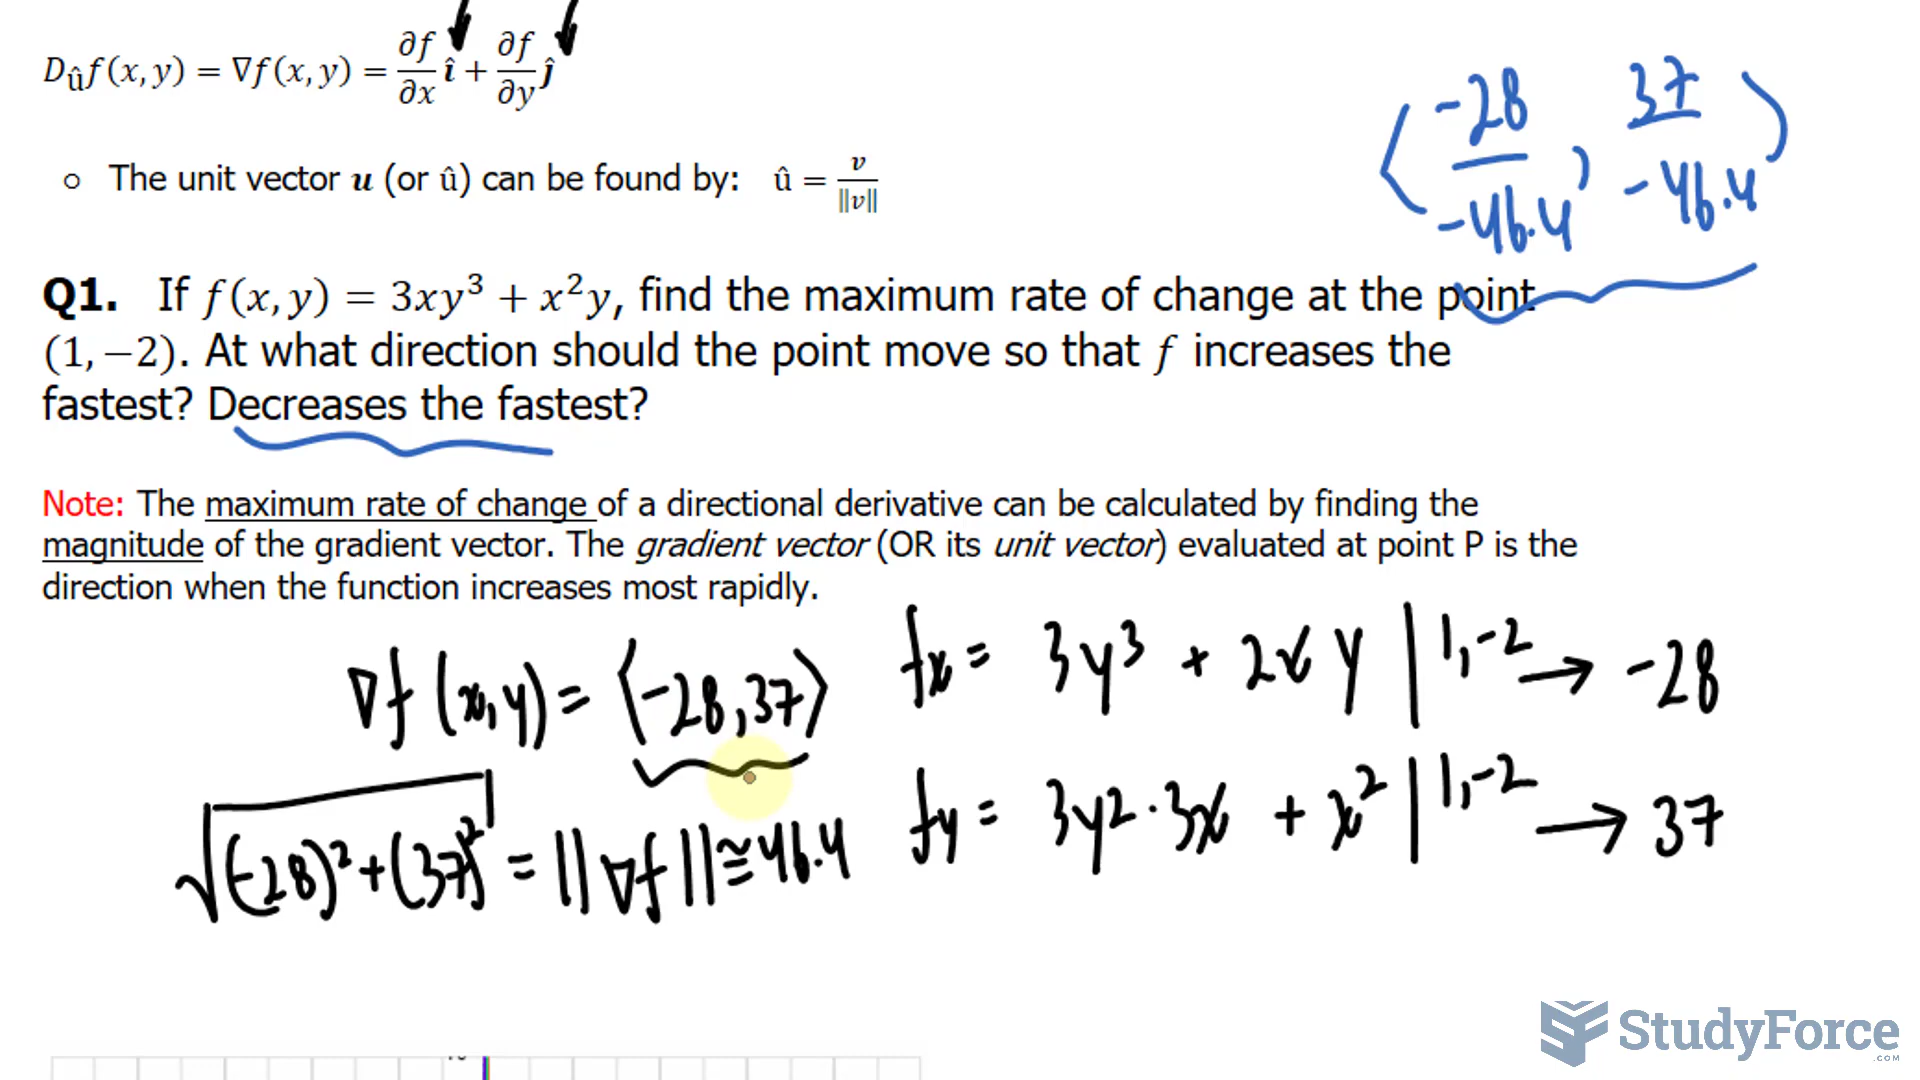 D_û f(x, y) = ∇f(x, y) = ∂f/∂x î + ∂f/∂y ĵ
⟨-28/-46.4, 37/-46.4⟩
○ The unit vector u (or û) can be found by: û = v/‖v‖
Q1. If f(x, y) = 3xy³ + x²y, find the maximum rate of change at the point
(1, −2). At what direction should the point move so that f increases the
fastest? Decreases the fastest?
Note: The maximum rate of change of a directional derivative can be calculated by finding the
magnitude of the gradient vector. The gradient vector (OR its unit vector) evaluated at point P is the
direction when the function increases most rapidly.
∇f (x, y) = ⟨-28, 37⟩
fx = 3y³ + 2xy | 1, -2 → -28
√(-28)² + (37)² = ||∇f|| ≅ 46.4
fy = 3y2 · 3x + x² | 1, -2 → 37
StudyForce
.COM